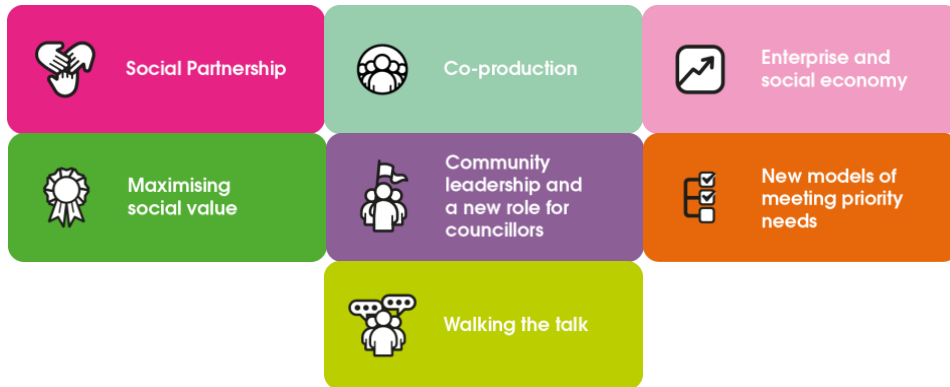 Social Partnership
Co-production
Enterprise and
social economy
Maximising
social value
Community
leadership and
a new role for
councillors
New models of
meeting priority
needs
Walking the talk